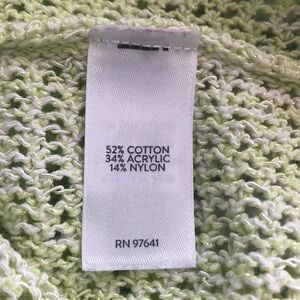 52% COTTON
34% ACRYLIC
14% NYLON
RN 97641